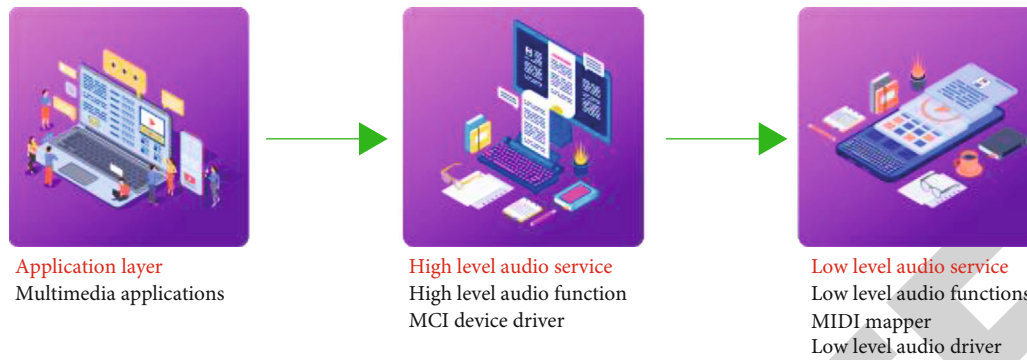 Application layer
Multimedia applications
High level audio service
High level audio function
MCI device driver
Low level audio service
Low level audio functions
MIDI mapper
Low level audio driver